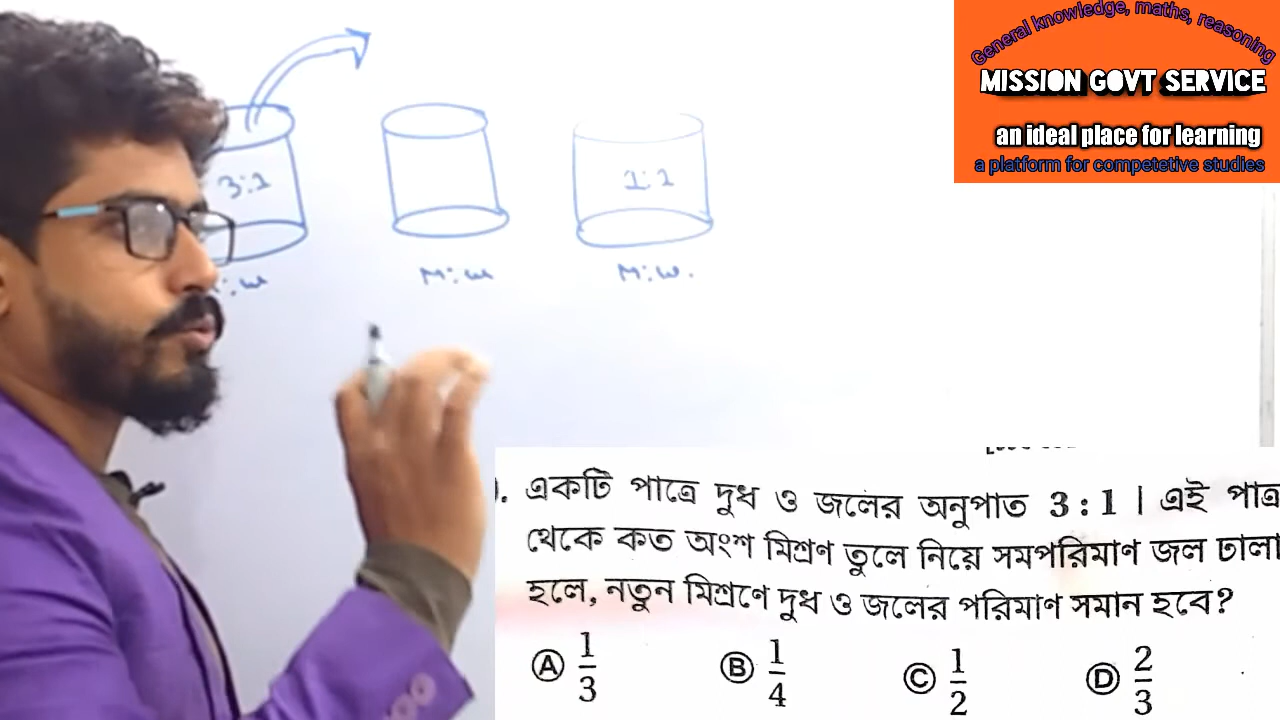 General knowledge, maths, reasoning
MISSION GOVT SERVICE
an ideal place for learning
a platform for competetive studies
3:1
1:1
: w
M:w
M:w.
একটি পাত্রে দুধ ও জলের অনুপাত 3 : 1 | এই পাত্র
থেকে কত অংশ মিশ্রণ তুলে নিয়ে সমপরিমাণ জল ঢালা
হলে, নতুন মিশ্রণে দুধ ও জলের পরিমাণ সমান হবে?
Ⓐ 1/3 Ⓑ 1/4 Ⓒ 1/2 Ⓓ 2/3